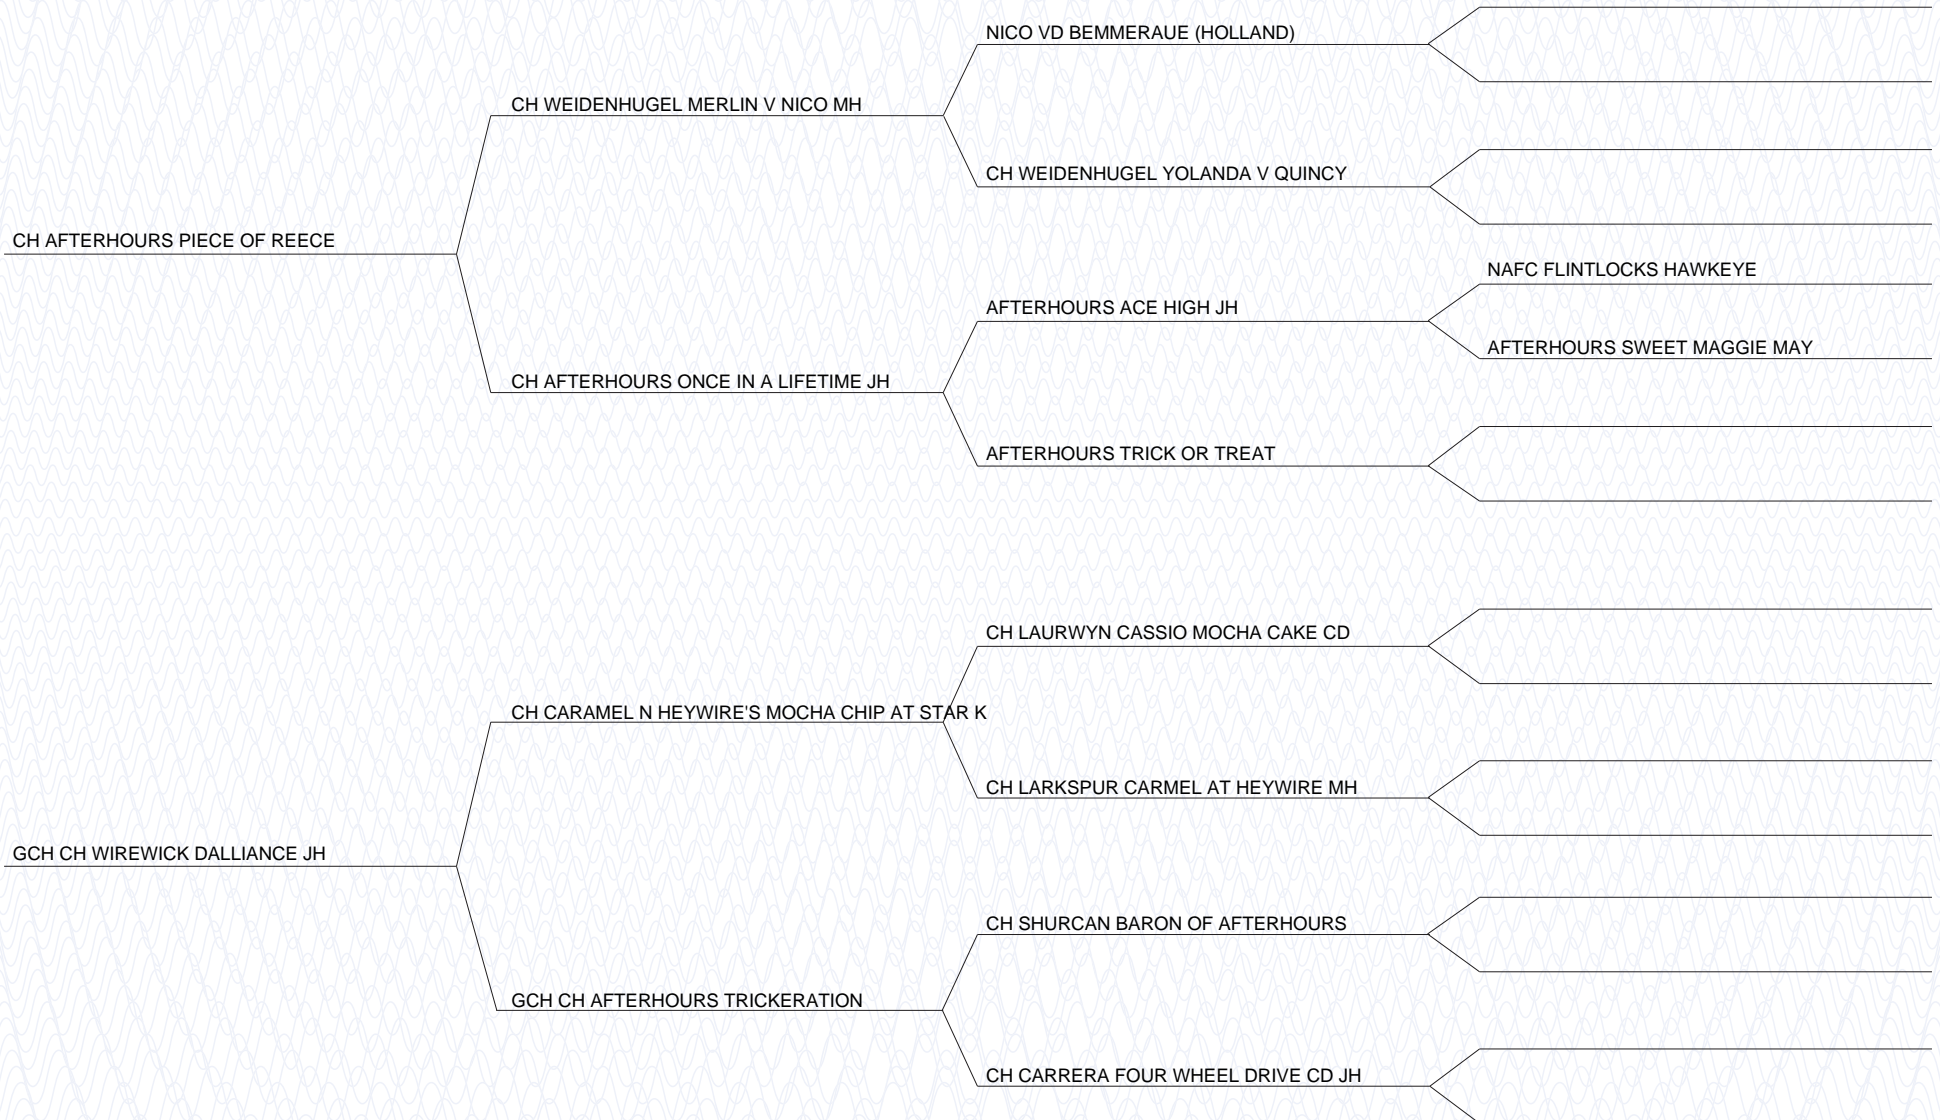 NICO VD BEMMERAUE (HOLLAND)
CH WEIDENHUGEL MERLIN V NICO MH
CH WEIDENHUGEL YOLANDA V QUINCY
CH AFTERHOURS PIECE OF REECE
NAFC FLINTLOCKS HAWKEYE
AFTERHOURS ACE HIGH JH
AFTERHOURS SWEET MAGGIE MAY
CH AFTERHOURS ONCE IN A LIFETIME JH
AFTERHOURS TRICK OR TREAT
CH LAURWYN CASSIO MOCHA CAKE CD
CH CARAMEL N HEYWIRE'S MOCHA CHIP AT STAR K
CH LARKSPUR CARMEL AT HEYWIRE MH
GCH CH WIREWICK DALLIANCE JH
CH SHURCAN BARON OF AFTERHOURS
GCH CH AFTERHOURS TRICKERATION
CH CARRERA FOUR WHEEL DRIVE CD JH